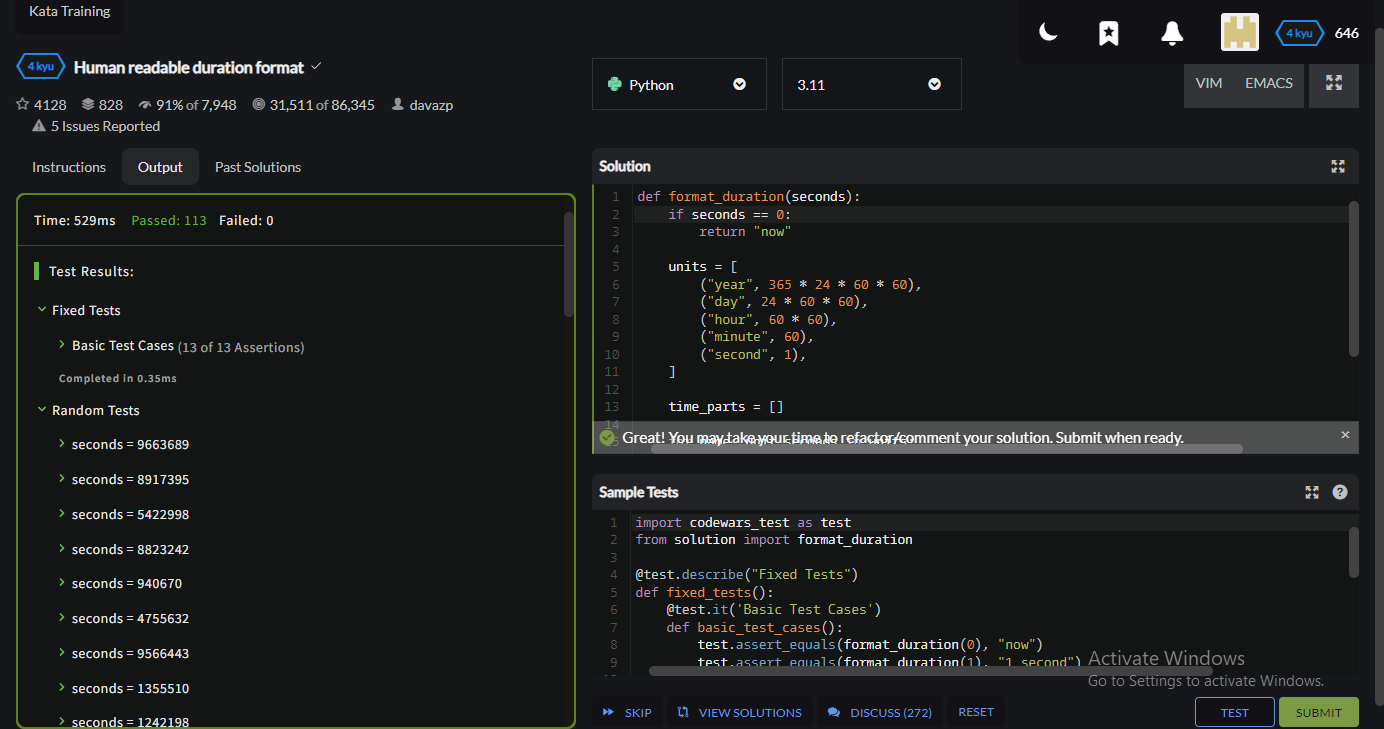 Kata Training
4 kyu 646
4 kyu Human readable duration format
4128 828 91% of 7,948 31,511 of 86,345 davazp
5 Issues Reported
Python 3.11 VIM EMACS
Instructions Output Past Solutions
Time: 529ms Passed: 113 Failed: 0
Test Results:
Fixed Tests
Basic Test Cases (13 of 13 Assertions)
Completed in 0.35ms
Random Tests
seconds = 9663689
seconds = 8917395
seconds = 5422998
seconds = 8823242
seconds = 940670
seconds = 4755632
seconds = 9566443
seconds = 1355510
seconds = 1242198
Solution
1 def format_duration(seconds):
2 if seconds == 0:
3 return "now"
4
5 units = [
6 ("year", 365 * 24 * 60 * 60),
7 ("day", 24 * 60 * 60),
8 ("hour", 60 * 60),
9 ("minute", 60),
10 ("second", 1),
11 ]
12
13 time_parts = []
14
Great! You may take your time to refactor/comment your solution. Submit when ready.
Sample Tests
1 import codewars_test as test
2 from solution import format_duration
3
4 @test.describe("Fixed Tests")
5 def fixed_tests():
6 @test.it('Basic Test Cases')
7 def basic_test_cases():
8 test.assert_equals(format_duration(0), "now")
9 test.assert_equals(format_duration(1), "1 second")
Activate Windows
Go to Settings to activate Windows.
SKIP VIEW SOLUTIONS DISCUSS (272) RESET TEST SUBMIT